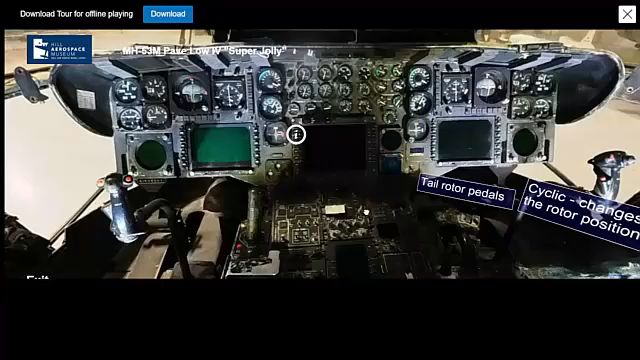 Download Tour for offline playing
Download
HILL
AEROSPACE
MUSEUM
MH-53M Pave Low IV "Super Jolly"
Tail rotor pedals
Cyclic - changes
the rotor position
Exit